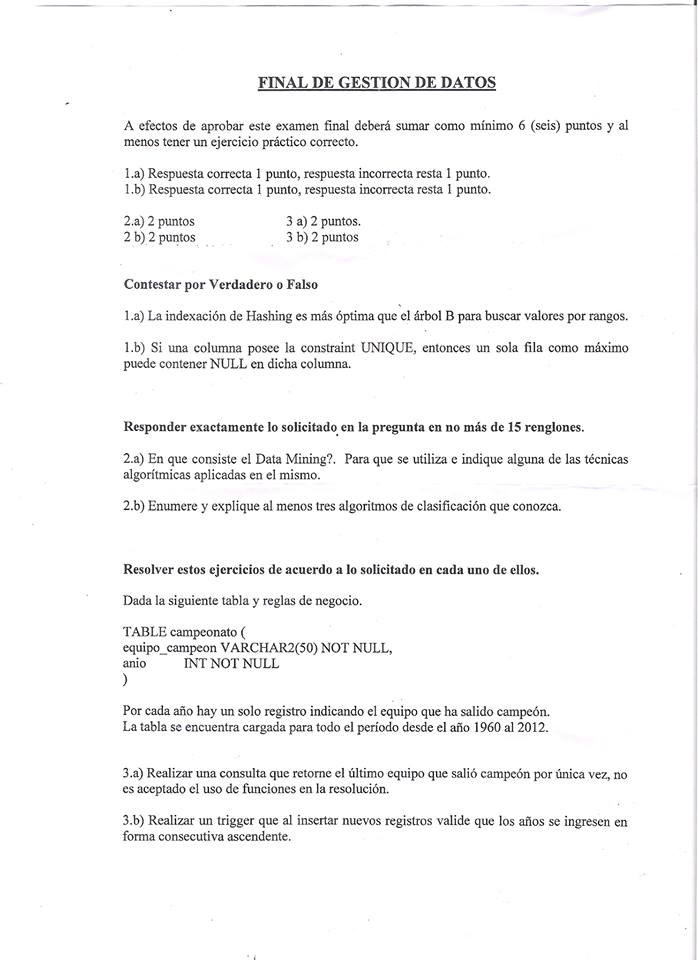 FINAL DE GESTION DE DATOS
A efectos de aprobar este examen final deberá sumar como mínimo 6 (seis) puntos y al
menos tener un ejercicio práctico correcto.
1.a) Respuesta correcta 1 punto, respuesta incorrecta resta 1 punto.
1.b) Respuesta correcta 1 punto, respuesta incorrecta resta 1 punto.
2.a) 2 puntos 3 a) 2 puntos.
2 b) 2 puntos 3 b) 2 puntos
Contestar por Verdadero o Falso
1.a) La indexación de Hashing es más óptima que el árbol B para buscar valores por rangos.
1.b) Si una columna posee la constraint UNIQUE, entonces un sola fila como máximo
puede contener NULL en dicha columna.
Responder exactamente lo solicitado en la pregunta en no más de 15 renglones.
2.a) En que consiste el Data Mining?. Para que se utiliza e indique alguna de las técnicas
algorítmicas aplicadas en el mismo.
2.b) Enumere y explique al menos tres algoritmos de clasificación que conozca.
Resolver estos ejercicios de acuerdo a lo solicitado en cada uno de ellos.
Dada la siguiente tabla y reglas de negocio.
TABLE campeonato (
equipo_campeon VARCHAR2(50) NOT NULL,
anio INT NOT NULL
)
Por cada año hay un solo registro indicando el equipo que ha salido campeón.
La tabla se encuentra cargada para todo el período desde el año 1960 al 2012.
3.a) Realizar una consulta que retorne el último equipo que salió campeón por única vez, no
es aceptado el uso de funciones en la resolución.
3.b) Realizar un trigger que al insertar nuevos registros valide que los años se ingresen en
forma consecutiva ascendente.